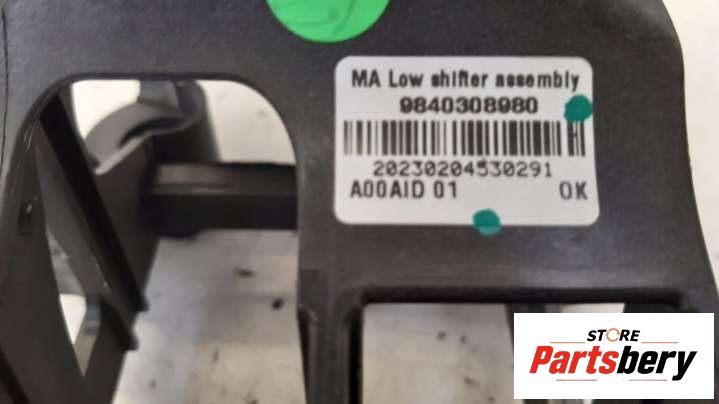 MA Low shifter assembly
9840308980
20230204530291
A00AID 01 OK
STORE
Partsbery